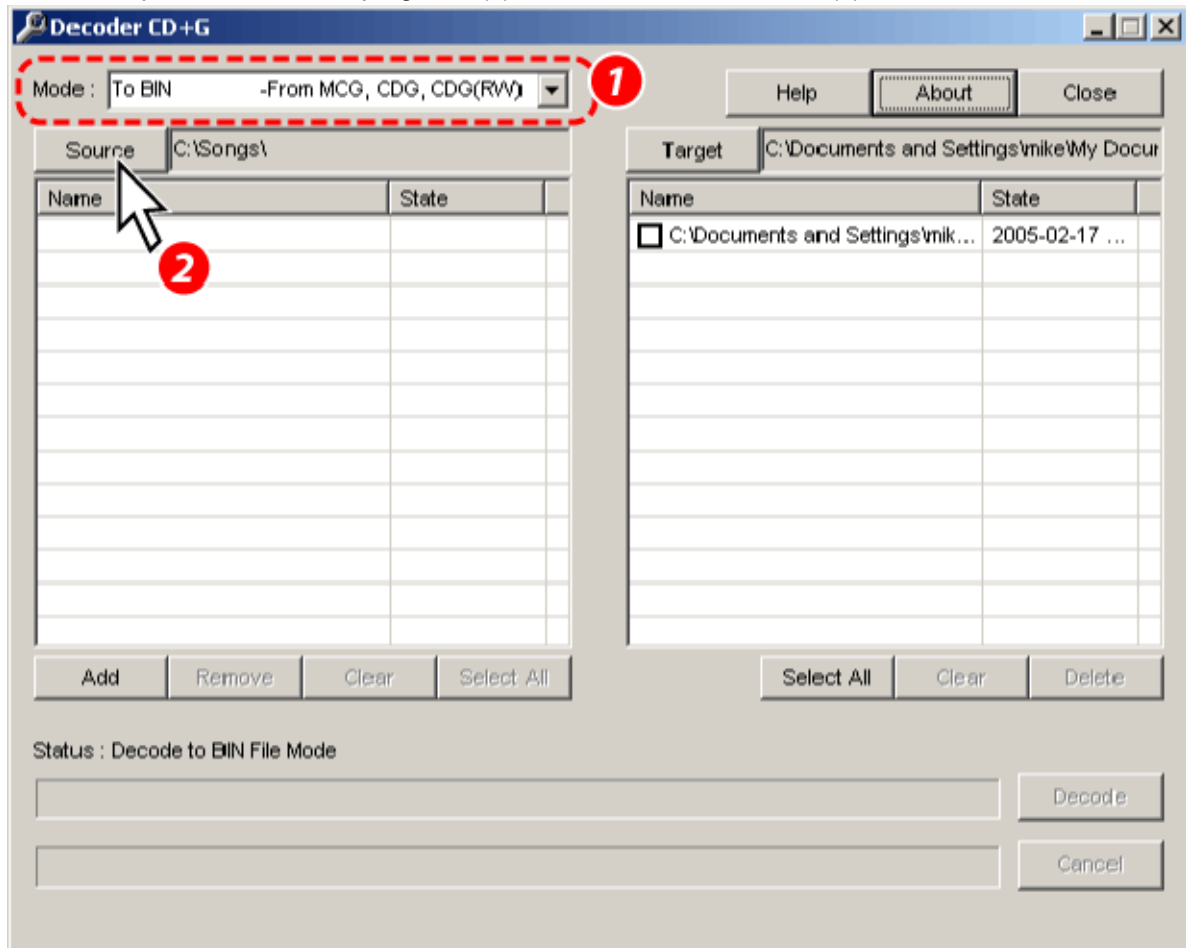 Decoder CD+G
Mode : To BIN -From MCG, CDG, CDG(RW) 1
Help About Close
Source C:\Songs\ Target C:\Documents and Settings\mike\My Docur
Name State Name State
C:\Documents and Settings\mik... 2005-02-17 ...
2
Add Remove Clear Select All Select All Clear Delete
Status : Decode to BIN File Mode
Decode
Cancel